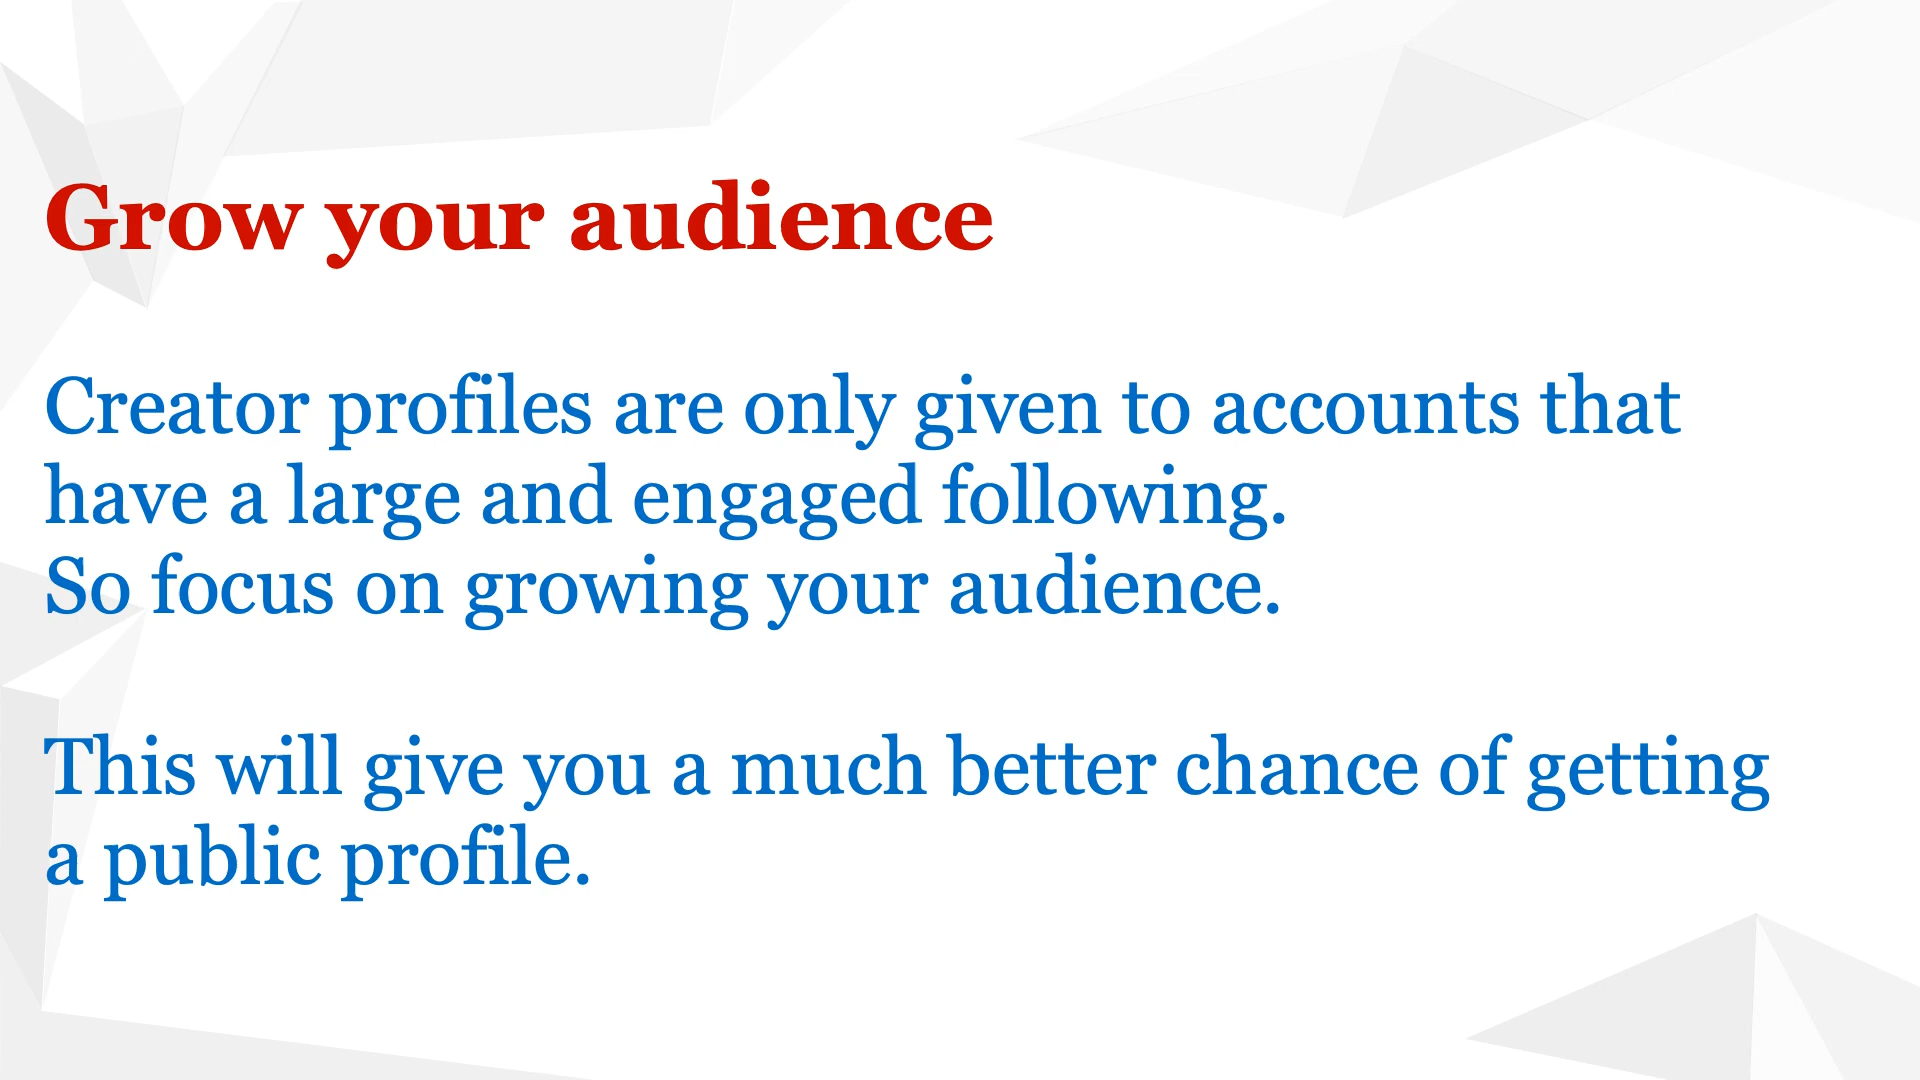 Grow your audience
Creator profiles are only given to accounts that
have a large and engaged following.
So focus on growing your audience.
This will give you a much better chance of getting
a public profile.